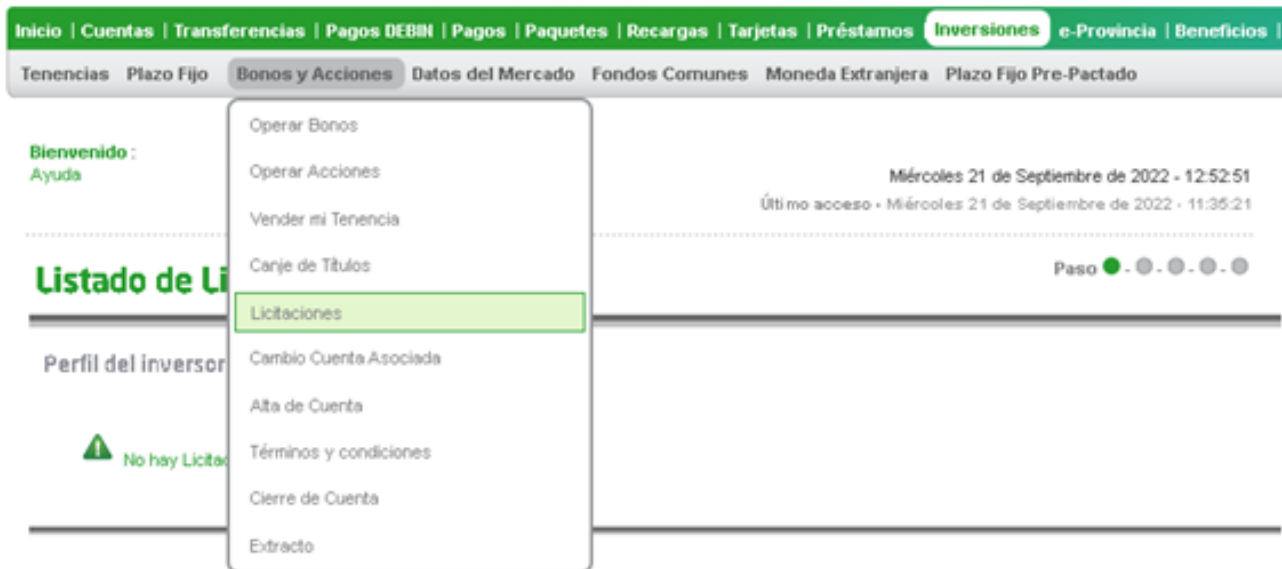 Inicio | Cuentas | Transferencias | Pagos DEBIN | Pagos | Paquetes | Recargas | Tarjetas | Préstamos Inversiones e-Provincia | Beneficios |
Tenencias Plazo Fijo Bonos y Acciones Datos del Mercado Fondos Comunes Moneda Extranjera Plazo Fijo Pre-Pactado
Bienvenido :
Ayuda
Miércoles 21 de Septiembre de 2022 - 12:52:51
Último acceso - Miércoles 21 de Septiembre de 2022 - 11:35:21
Operar Bonos
Operar Acciones
Vender mi Tenencia
Canje de Títulos
Licitaciones
Cambio Cuenta Asociada
Alta de Cuenta
Términos y condiciones
Cierre de Cuenta
Extracto
Listado de Li
Paso
Perfil del inversor
No hay Licitac